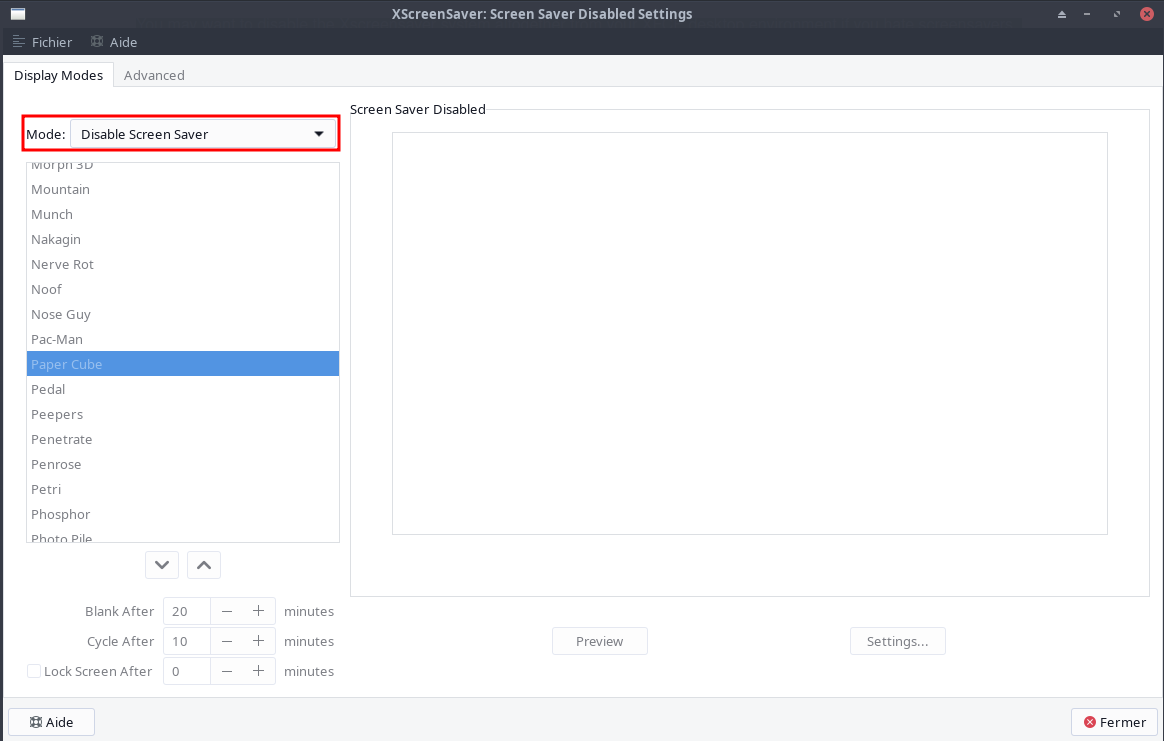 XScreenSaver: Screen Saver Disabled Settings
Fichier Aide
Display Modes Advanced
Mode: Disable Screen Saver
Morph 3D
Mountain
Munch
Nakagin
Nerve Rot
Noof
Nose Guy
Pac-Man
Paper Cube
Pedal
Peepers
Penetrate
Penrose
Petri
Phosphor
Photo Pile
Blank After 20 minutes
Cycle After 10 minutes
Lock Screen After 0 minutes
Screen Saver Disabled
Preview Settings...
Aide Fermer